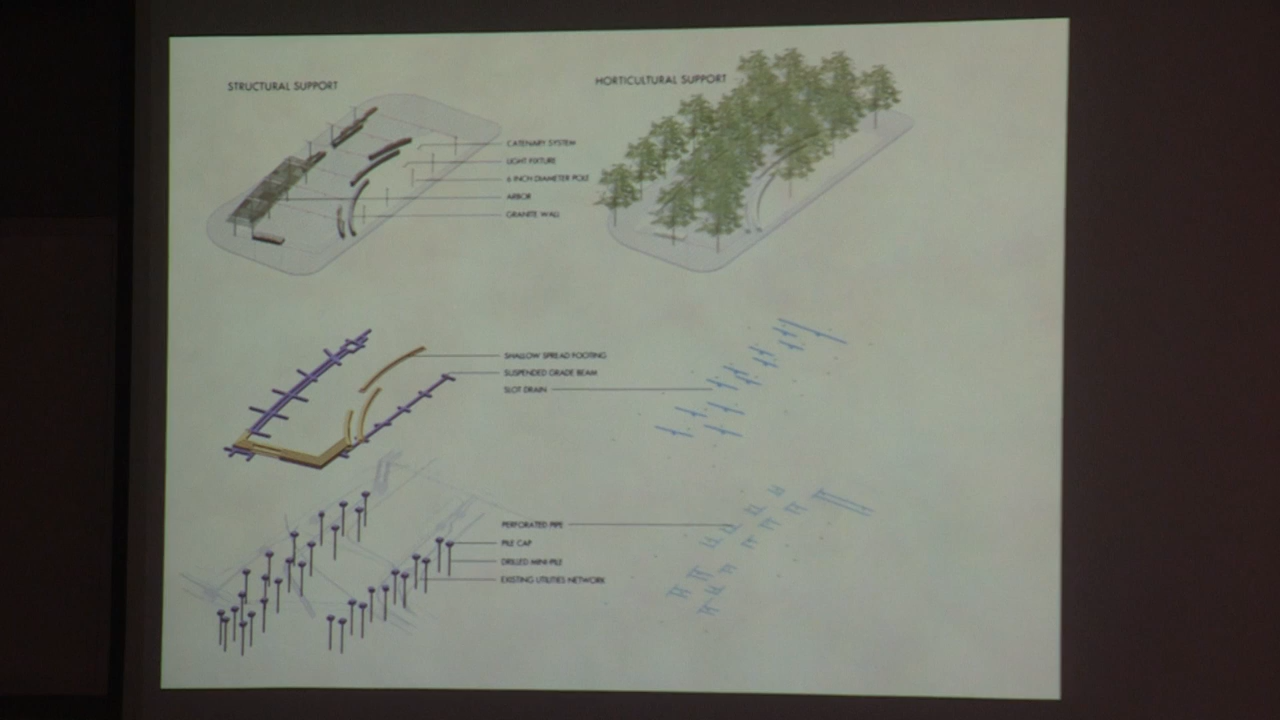 STRUCTURAL SUPPORT
HORTICULTURAL SUPPORT
CATENARY SYSTEM
LIGHT FIXTURE
6 INCH DIAMETER POLE
ARBOR
GRANITE WALL
SHALLOW SPREAD FOOTING
SUSPENDED GRADE BEAM
SLOT DRAIN
PERFORATED PIPE
PILE CAP
DRILLED MINI-PILE
EXISTING UTILITIES NETWORK